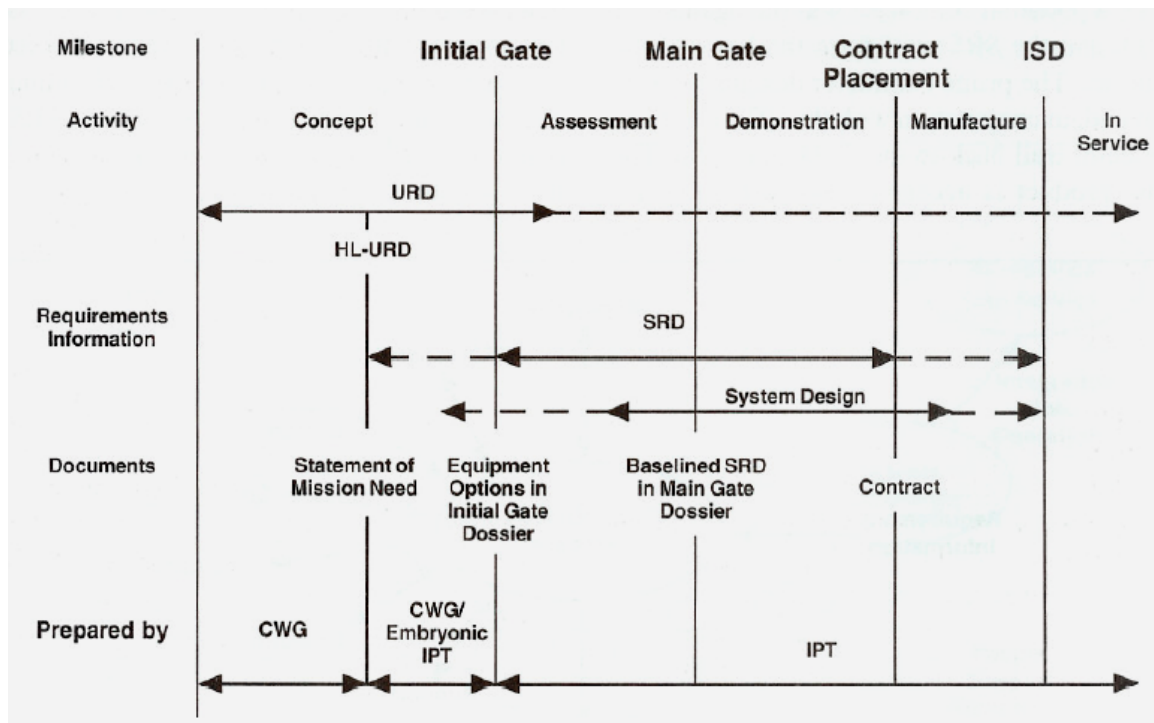 Milestone
Initial Gate
Main Gate
Contract
Placement
ISD
Activity
Concept
Assessment
Demonstration
Manufacture
In
Service
URD
HL-URD
Requirements
Information
SRD
System Design
Documents
Statement of
Mission Need
Equipment
Options in
Initial Gate
Dossier
Baselined SRD
in Main Gate
Dossier
Contract
Prepared by
CWG
CWG/
Embryonic
IPT
IPT